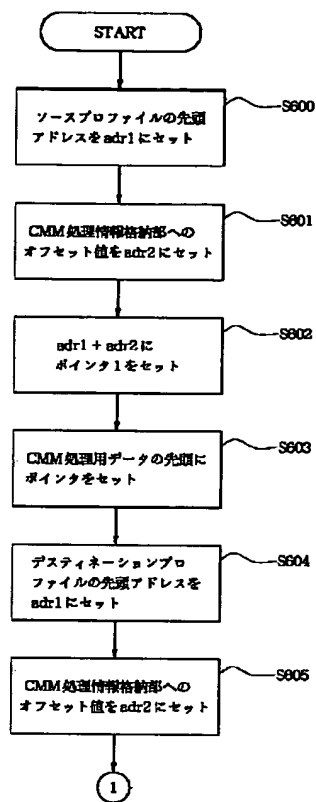 START
ソースプロファイルの先頭
アドレスをadr1にセット
S600
CMM処理情報格納部への
オフセット値をadr2にセット
S601
adr1 + adr2に
ポインタ1をセット
S602
CMM処理用データの先頭に
ポインタをセット
S603
デスティネーションプロ
ファイルの先頭アドレスを
adr1にセット
S604
CMM処理情報格納部への
オフセット値をadr2にセット
S605
1